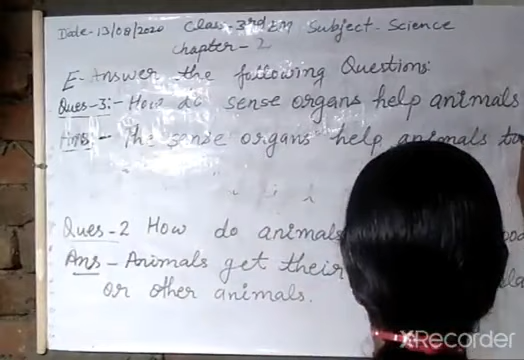 Date-13/08/2020 Clas-3rd EM Subject-Science
Chapter-2
E-Answer the following Questions:
Ques-3:-How do sense organs help animals
Ans- The sense organs help animals to
Ques-2 How do animals
Ans-Animals get their
or other animals.
XRecorder